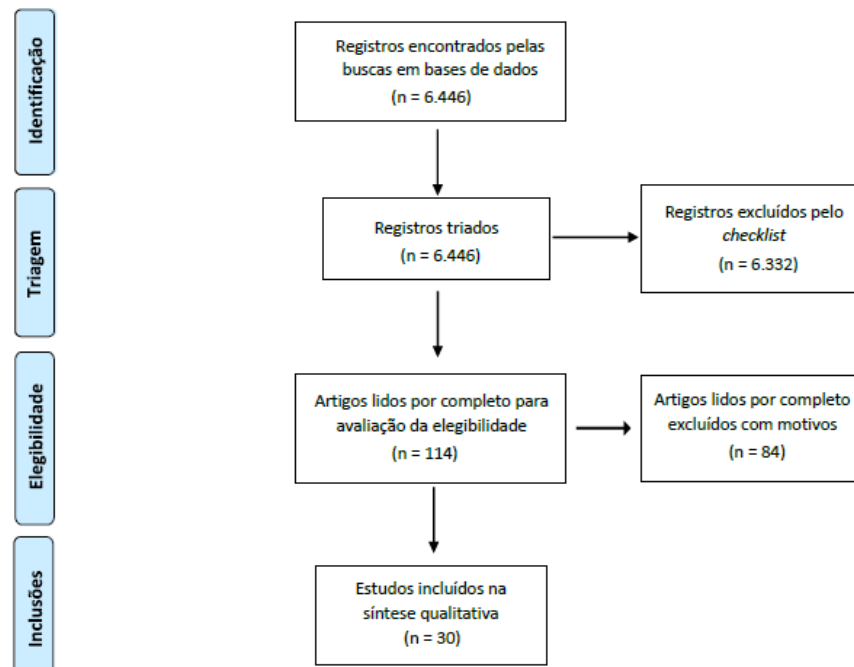 Identificação
Registros encontrados pelas
buscas em bases de dados
(n = 6.446)
Triagem
Registros triados
(n = 6.446)
Registros excluídos pelo
checklist
(n = 6.332)
Elegibilidade
Artigos lidos por completo para
avaliação da elegibilidade
(n = 114)
Artigos lidos por completo
excluídos com motivos
(n = 84)
Inclusões
Estudos incluídos na
síntese qualitativa
(n = 30)